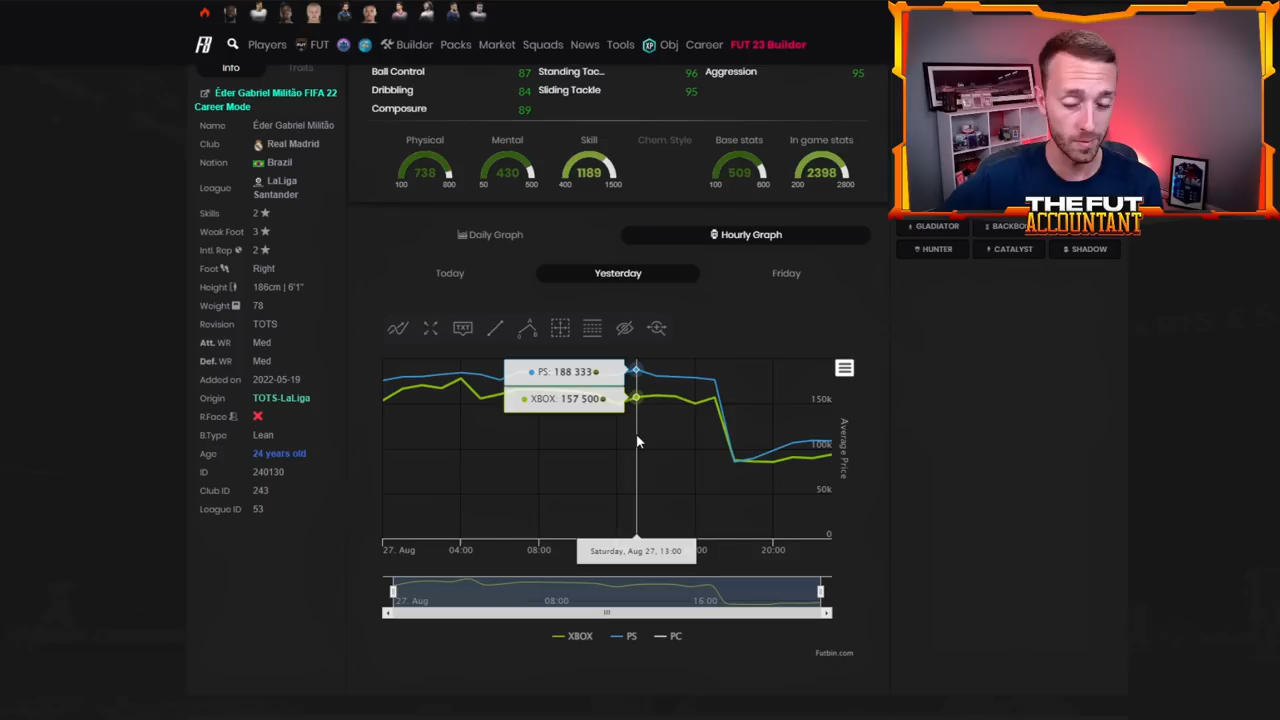 F8 Players FUT Builder Packs Market Squads News Tools XP Obj Career FUT 23 Builder
Info Traits
Éder Gabriel Militão FIFA 22
Career Mode
Name Éder Gabriel Militão
Club Real Madrid
Nation Brazil
League LaLiga
Santander
Skills 2
Weak Foot 3
Intl. Rep 2
Foot Right
Height 186cm | 6'1"
Weight 78
Revision TOTS
Att. WR Med
Def. WR Med
Added on 2022-05-19
Origin TOTS-LaLiga
R.Face
B.Type Lean
Age 24 years old
ID 240130
Club ID 243
League ID 53
Ball Control 87 Standing Tac... 96 Aggression 95
Dribbling 84 Sliding Tackle 95
Composure 89
Physical Mental Skill Chem. Style Base stats In game stats
738 430 1189 509 2398
100 800 50 500 400 1500 100 600 200 2800
Daily Graph Hourly Graph
Today Yesterday Friday
TXT
PS: 188 333
XBOX: 157 500
150k
100k
50k
0
Average Price
27. Aug 04:00 08:00 20:00
Saturday, Aug 27, 13:00
27. Aug 08:00 16:00
XBOX PS PC
Futbin.com
THE FUT
ACCOUNTANT
GLADIATOR
HUNTER CATALYST SHADOW